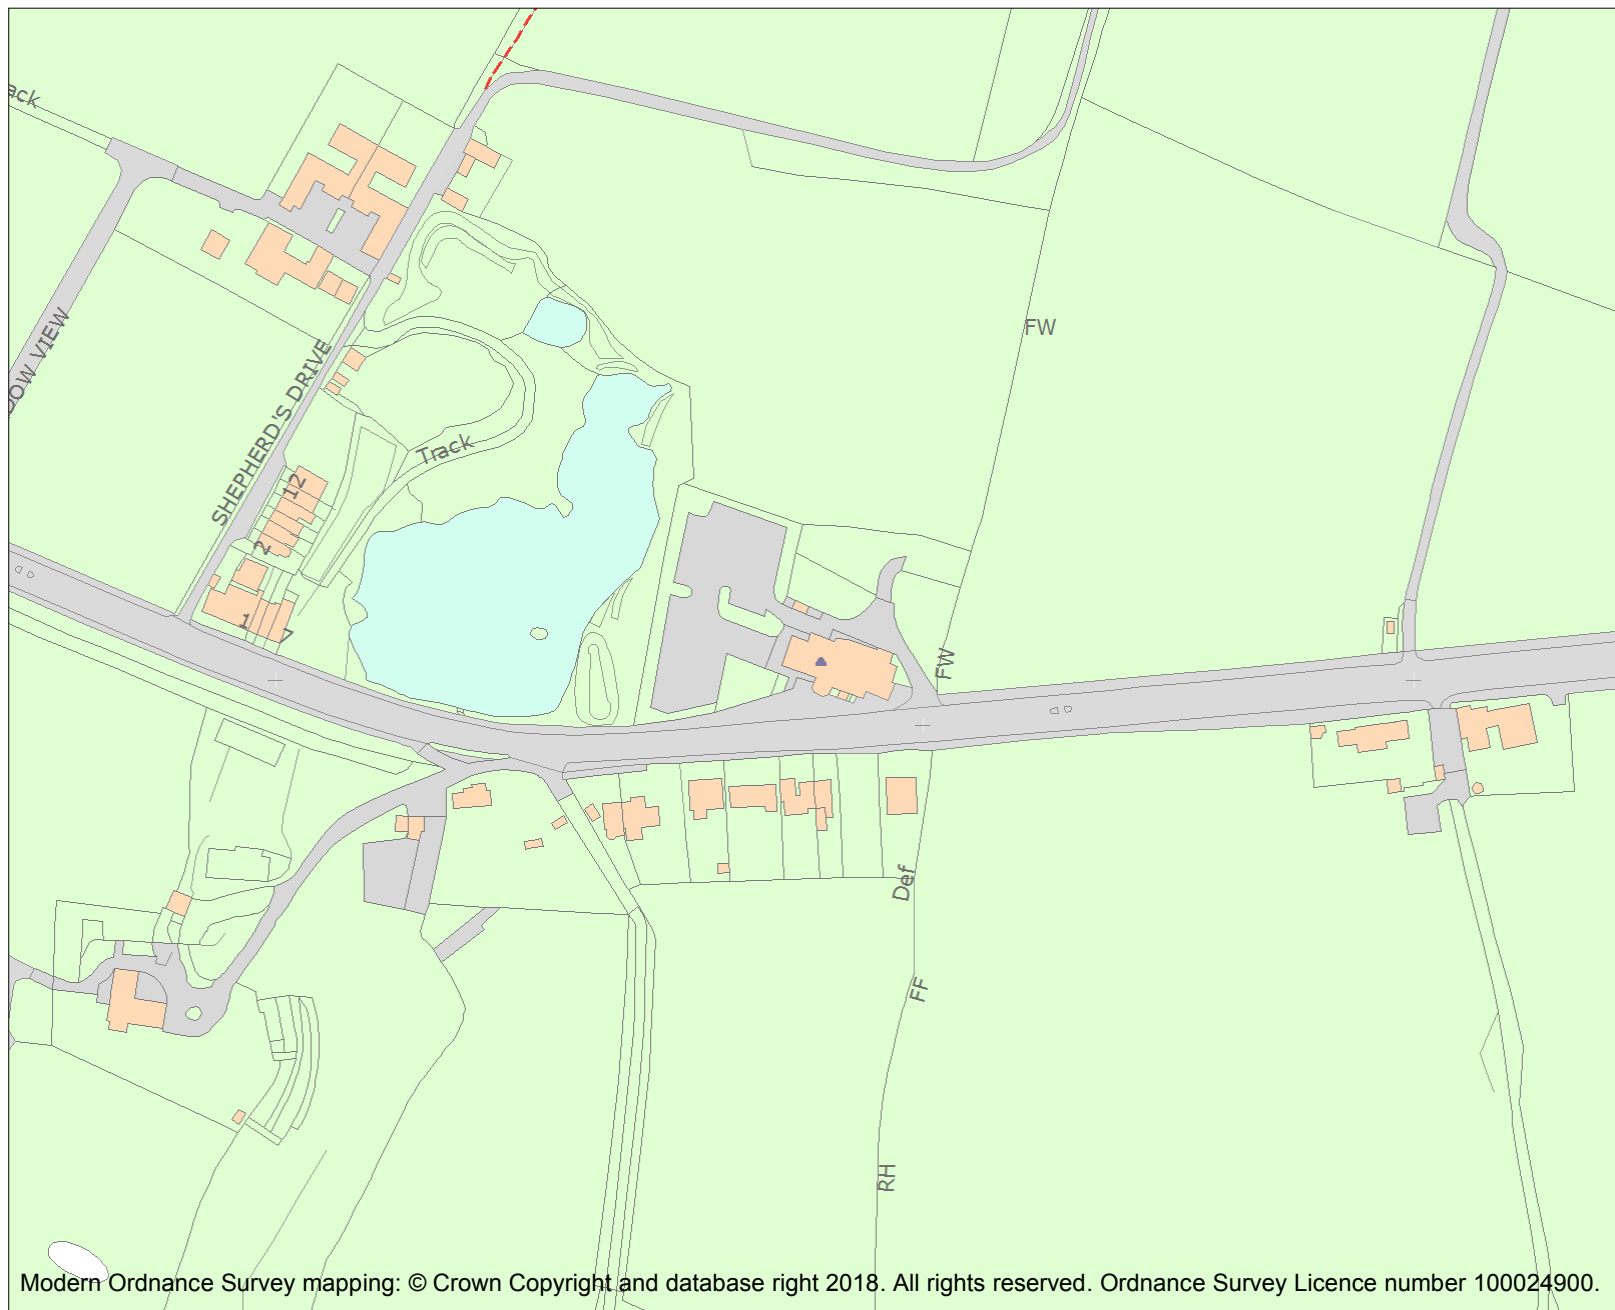 ack
FW
DOW VIEW
SHEPHERD'S DRIVE
Track
12
2
1
7
FW
Def
FF
RH
Modern Ordnance Survey mapping: © Crown Copyright and database right 2018. All rights reserved. Ordnance Survey Licence number 100024900.